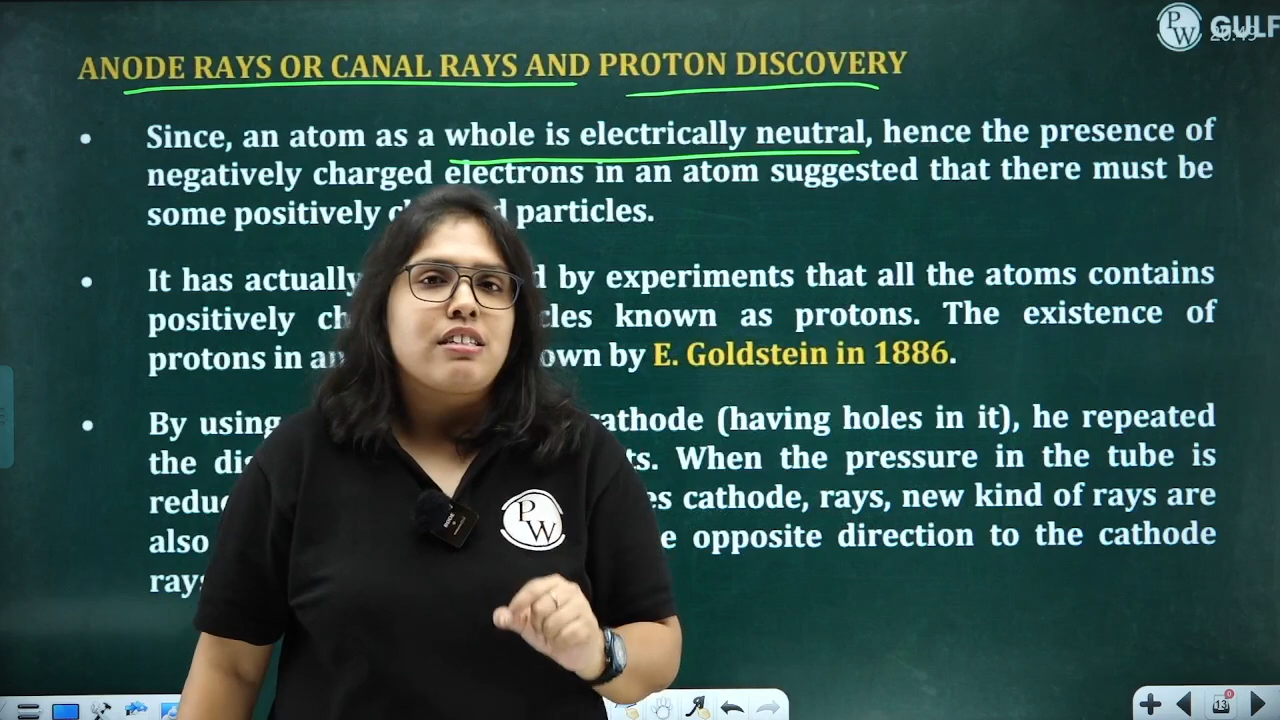 PW GULF
20:49
ANODE RAYS OR CANAL RAYS AND PROTON DISCOVERY
• Since, an atom as a whole is electrically neutral, hence the presence of
negatively charged electrons in an atom suggested that there must be
some positively particles.
• It has actually by experiments that all the atoms contains
positively known as protons. The existence of
protons in by E. Goldstein in 1886.
• By using cathode (having holes in it), he repeated
the When the pressure in the tube is
cathode, rays, new kind of rays are
also opposite direction to the cathode
PW
13